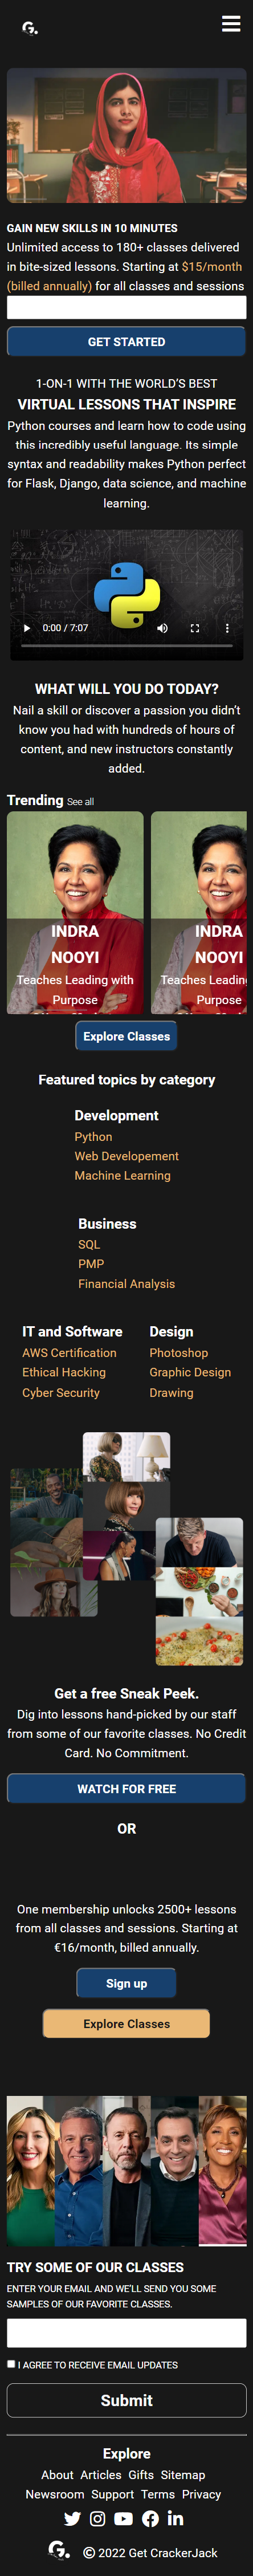 G.
GAIN NEW SKILLS IN 10 MINUTES
Unlimited access to 180+ classes delivered
in bite-sized lessons. Starting at $15/month
(billed annually) for all classes and sessions
GET STARTED
1-ON-1 WITH THE WORLD'S BEST
VIRTUAL LESSONS THAT INSPIRE
Python courses and learn how to code using
this incredibly useful language. Its simple
syntax and readability makes Python perfect
for Flask, Django, data science, and machine
learning.
0:00 / 7:07
WHAT WILL YOU DO TODAY?
Nail a skill or discover a passion you didn't
know you had with hundreds of hours of
content, and new instructors constantly
added.
Trending See all
INDRA
NOOYI
Teaches Leading with
Purpose
INDRA
NOOYI
Teaches Leading
Purpose
Explore Classes
Featured topics by category
Development
Python
Web Developement
Machine Learning
Business
SQL
PMP
Financial Analysis
IT and Software
AWS Certification
Ethical Hacking
Cyber Security
Design
Photoshop
Graphic Design
Drawing
Get a free Sneak Peek.
Dig into lessons hand-picked by our staff
from some of our favorite classes. No Credit
Card. No Commitment.
WATCH FOR FREE
OR
One membership unlocks 2500+ lessons
from all classes and sessions. Starting at
€16/month, billed annually.
Sign up
Explore Classes
TRY SOME OF OUR CLASSES
ENTER YOUR EMAIL AND WE'LL SEND YOU SOME
SAMPLES OF OUR FAVORITE CLASSES.
I AGREE TO RECEIVE EMAIL UPDATES
Submit
Explore
About Articles Gifts Sitemap
Newsroom Support Terms Privacy
G. © 2022 Get CrackerJack